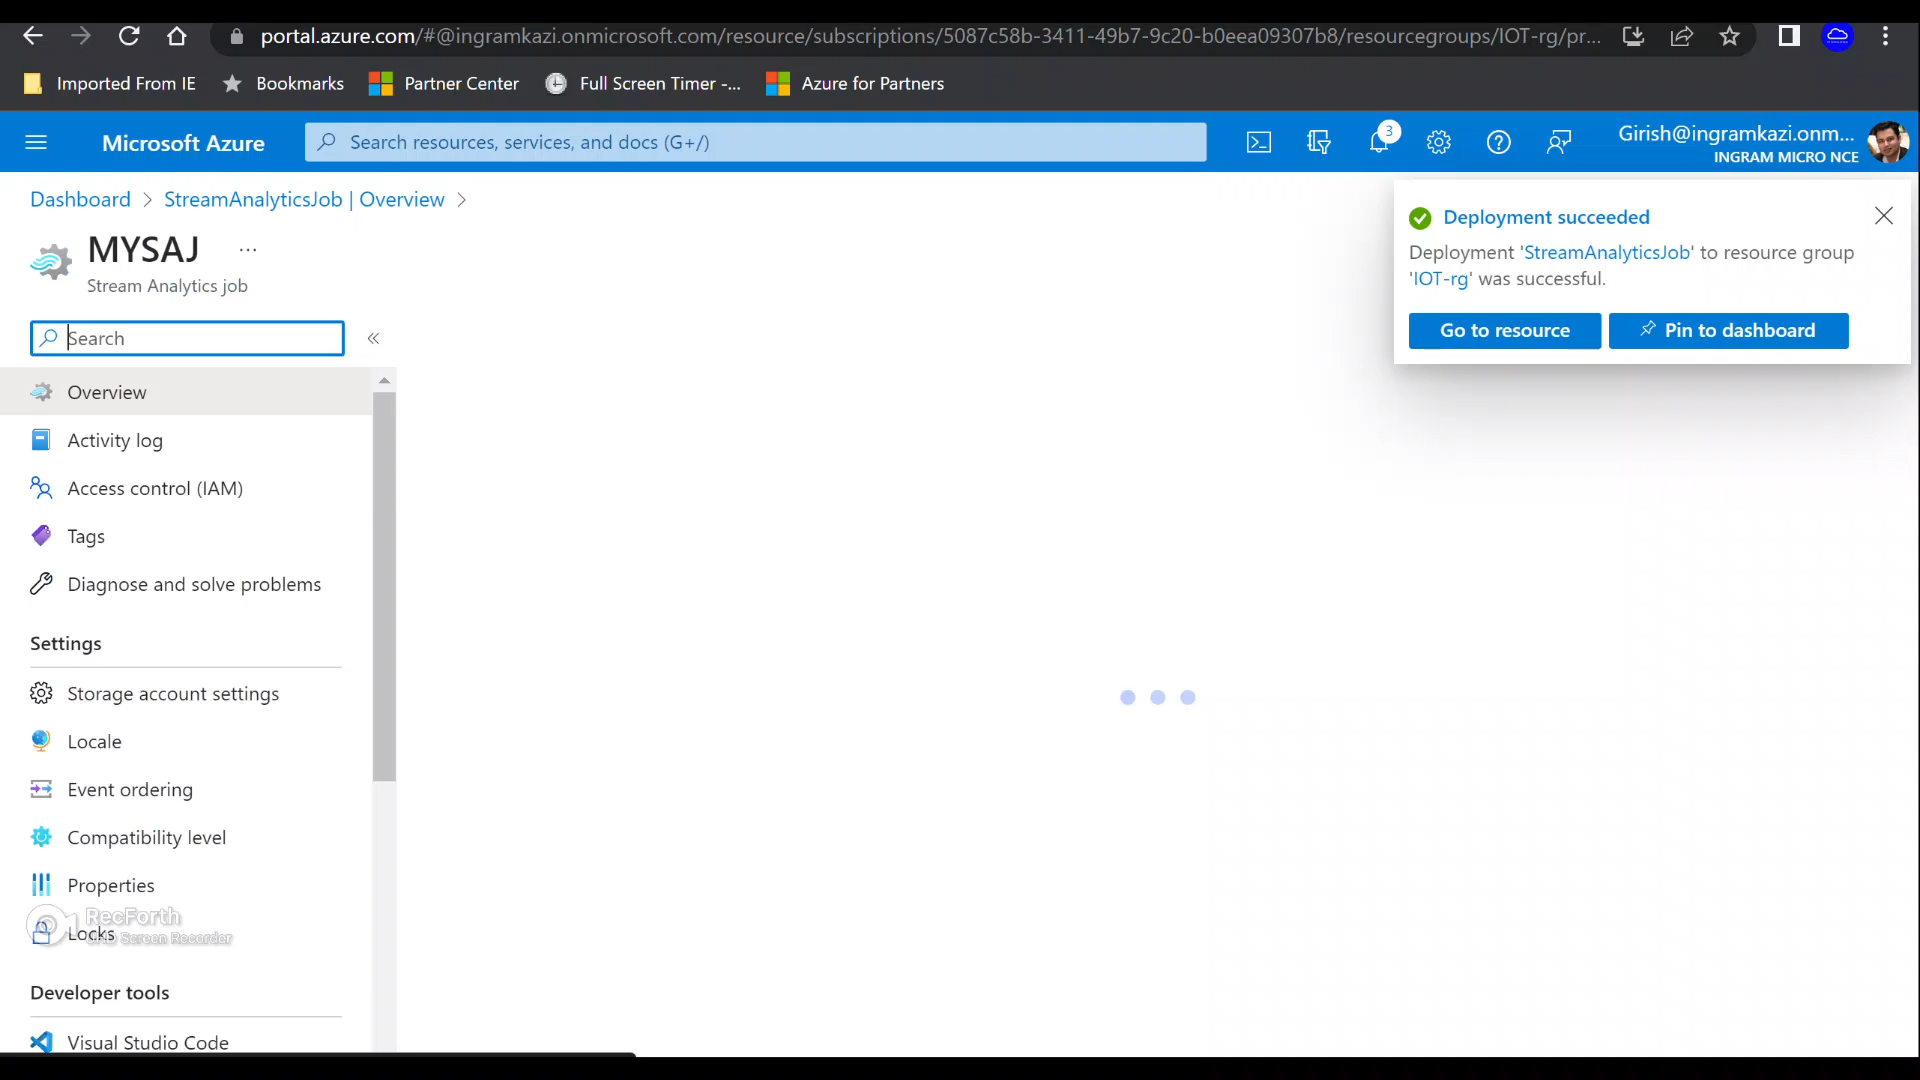 portal.azure.com/#@ingramkazi.onmicrosoft.com/resource/subscriptions/5087c58b-3411-49b7-9c20-b0eea09307b8/resourcegroups/IOT-rg/pr...
Imported From IE
Bookmarks
Partner Center
Full Screen Timer -...
Azure for Partners
Microsoft Azure
Search resources, services, and docs (G+/)
3
Girish@ingramkazi.onm...
INGRAM MICRO NCE
Dashboard > StreamAnalyticsJob | Overview >
MYSAJ ...
Stream Analytics job
Search
«
Deployment succeeded
Deployment 'StreamAnalyticsJob' to resource group
'IOT-rg' was successful.
Go to resource
Pin to dashboard
Overview
Activity log
Access control (IAM)
Tags
Diagnose and solve problems
Settings
Storage account settings
Locale
Event ordering
Compatibility level
Properties
RecForth
Locks
Screen Recorder
Developer tools
Visual Studio Code